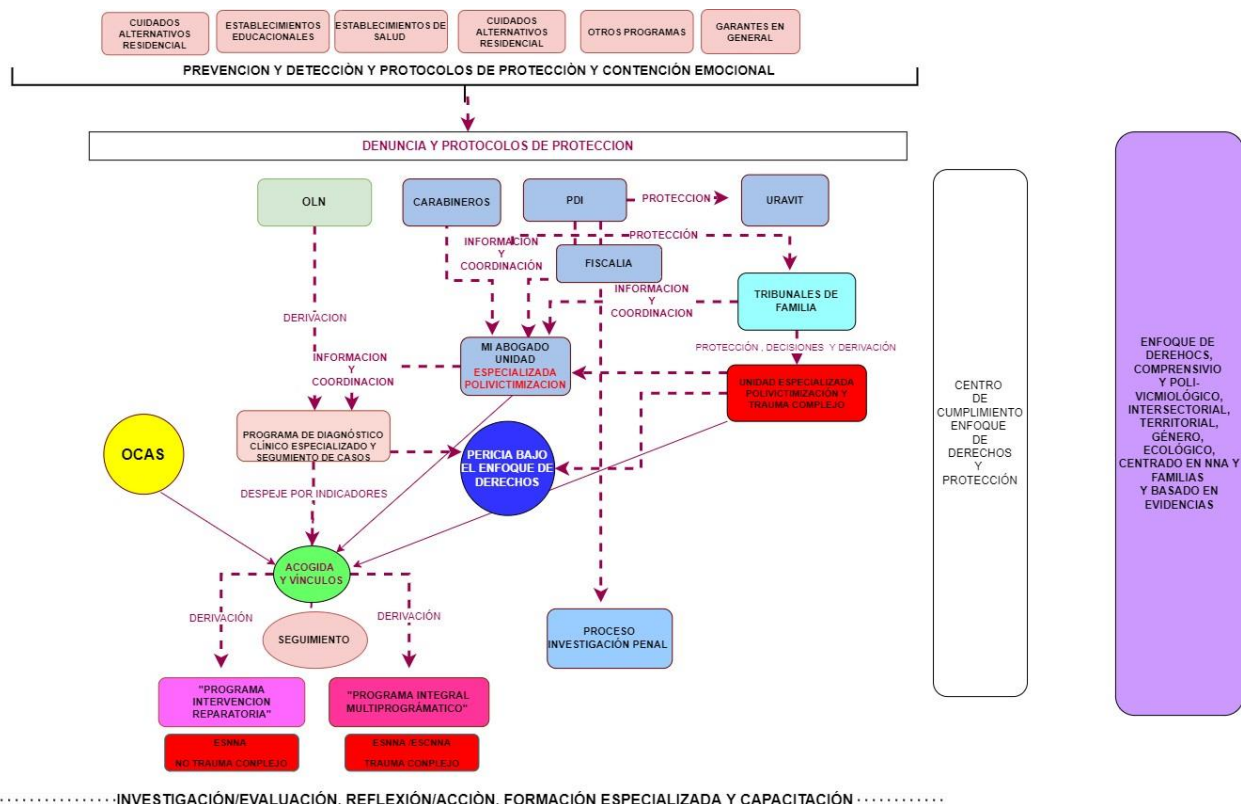 CUIDADOS
ALTERNATIVOS
RESIDENCIAL
ESTABLECIMIENTOS
EDUCACIONALES
ESTABLECIMIENTOS DE
SALUD
CUIDADOS
ALTERNATIVOS
RESIDENCIAL
OTROS PROGRAMAS
GARANTES EN
GENERAL
PREVENCION Y DETECCIÒN Y PROTOCOLOS DE PROTECCIÒN Y CONTENCIÓN EMOCIONAL
DENUNCIA Y PROTOCOLOS DE PROTECCION
OLN
CARABINEROS
PDI
PROTECCION
URAVIT
INFORMACION
Y
COORDINACIÓN
PROTECCIÓN
FISCALIA
INFORMACION
Y
COORDINACION
TRIBUNALES DE
FAMILIA
DERIVACION
MI ABOGADO
UNIDAD
ESPECIALIZADA
POLIVICTIMIZACION
PROTECCIÓN , DECISIONES Y DERIVACIÓN
INFORMACION
Y
COORDINACION
UNIDAD ESPECIALIZADA
POLIVICTIMIZACIÓN Y
TRAUMA COMPLEJO
OCAS
PROGRAMA DE DIAGNÓSTICO
CLÍNICO ESPECIALIZADO Y
SEGUMIENTO DE CASOS
PERICIA BAJO
EL ENFOQUE DE
DERECHOS
DESPEJE POR INDICADORES
ACOGIDA
Y VÍNCULOS
DERIVACIÓN
DERIVACIÓN
SEGUIMIENTO
PROCESO
INVESTIGACIÓN PENAL
"PROGRAMA
INTERVENCION
REPARATORIA"
"PROGRAMA INTEGRAL
MULTIPROGRÁMATICO"
ESNNA
NO TRAUMA CONPLEJO
ESNNA /ESCNNA
TRAUMA COMPLEJO
CENTRO
DE
CUMPLIMIENTO
ENFOQUE
DE
DERECHOS
Y
PROTECCIÓN
ENFOQUE DE
DEREHOCS,
COMPRENSIVIO
Y POLI-
VICMIOLÓGICO,
INTERSECTORIAL,
TERRITORIAL,
GÉNERO,
ECOLÓGICO,
CENTRADO EN NNA Y
FAMILIAS
Y BASADO EN
EVIDENCIAS
INVESTIGACIÓN/EVALUACIÓN, REFLEXIÓN/ACCIÒN, FORMACIÓN ESPECIALIZADA Y CAPACITACIÓN